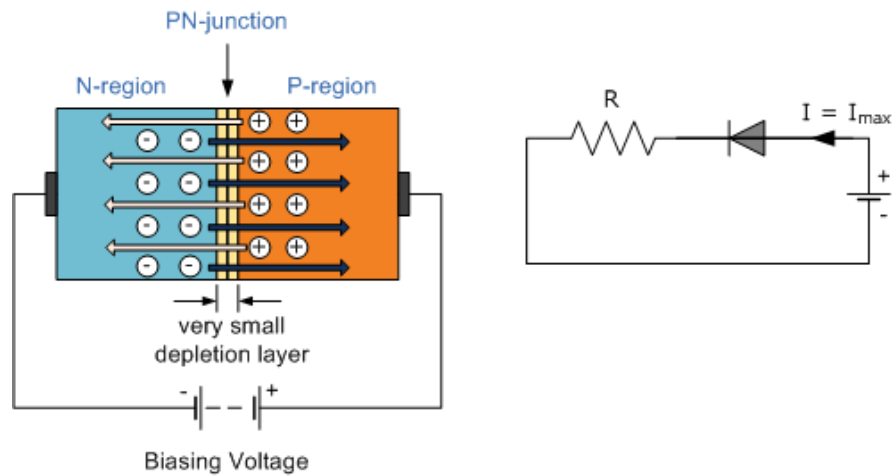 PN-junction
N-region
P-region
+ +
- -
+ +
- -
+ +
- -
+ +
- -
very small
depletion layer
- +
Biasing Voltage
R
I = Imax
+
-